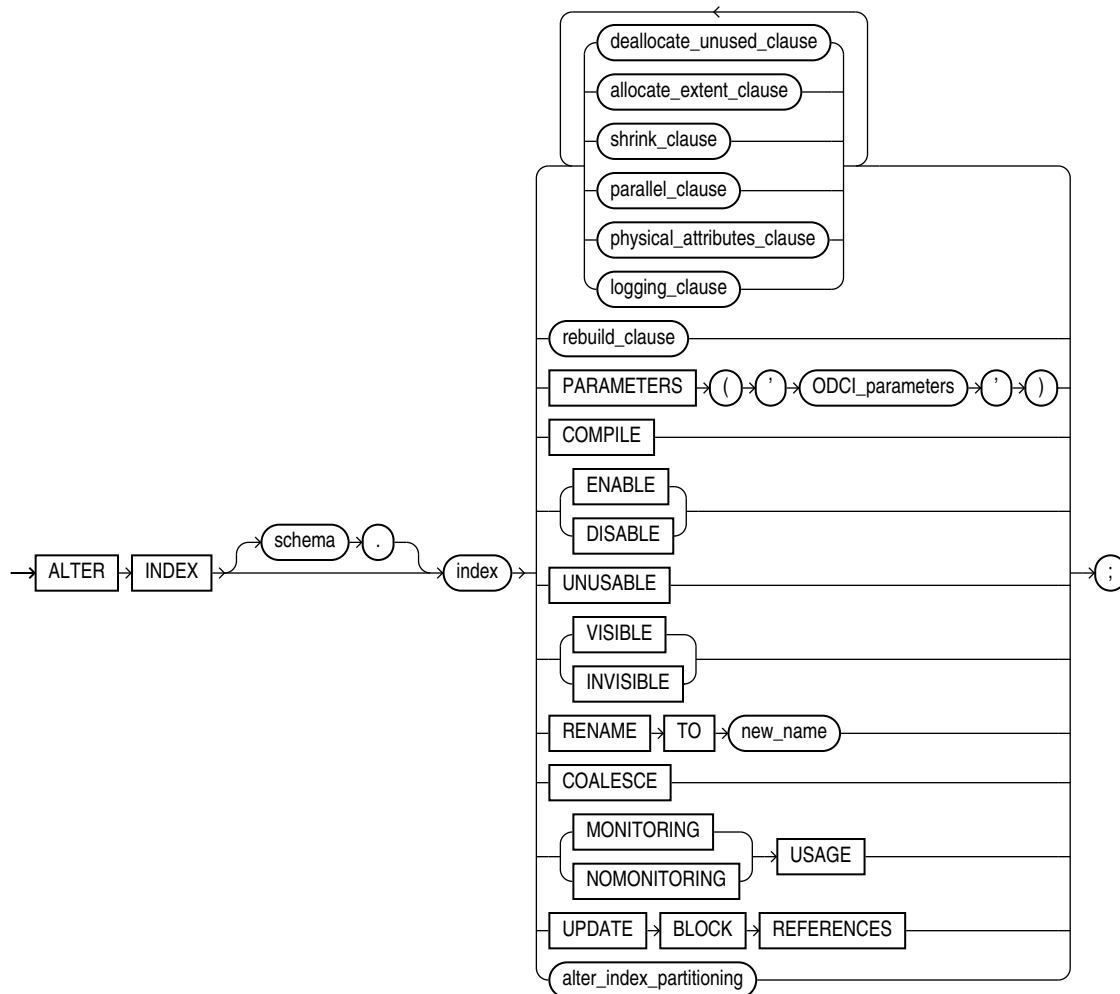 deallocate_unused_clause
allocate_extent_clause
shrink_clause
parallel_clause
physical_attributes_clause
logging_clause
rebuild_clause
PARAMETERS ( ' ODCI_parameters ' )
COMPILE
ENABLE
DISABLE
schema .
ALTER INDEX index
UNUSABLE ;
VISIBLE
INVISIBLE
RENAME TO new_name
COALESCE
MONITORING
NOMONITORING
USAGE
UPDATE BLOCK REFERENCES
alter_index_partitioning